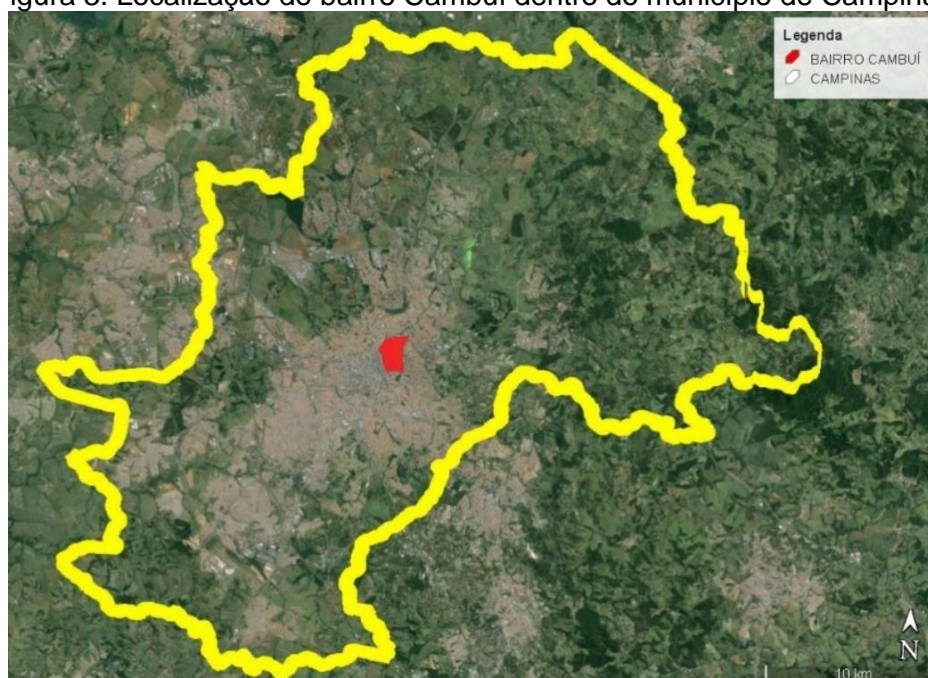 igura 3: Localização do bairro Cambuí dentro do município de Campina
Legenda
BAIRRO CAMBUÍ
CAMPINAS
N
10 km